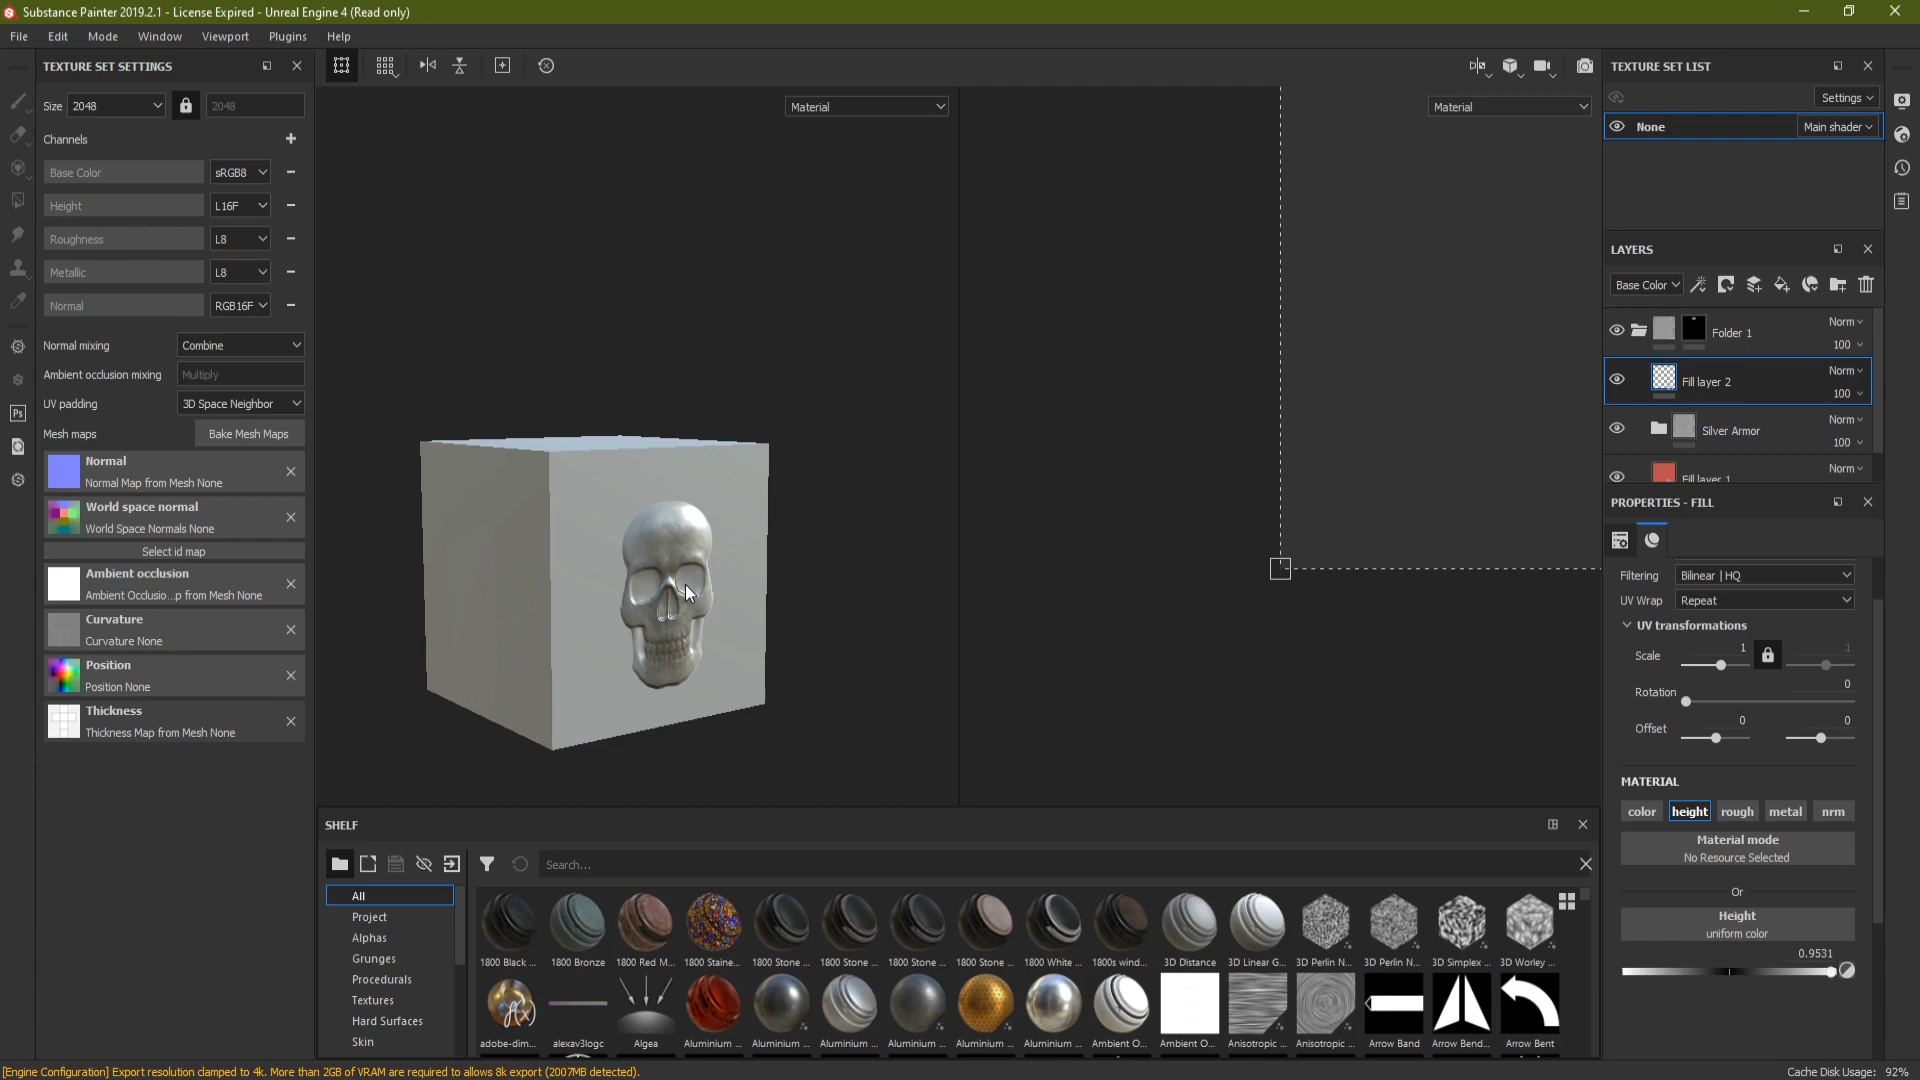 Substance Painter 2019.2.1 - License Expired - Unreal Engine 4 (Read only)
File Edit Mode Window Viewport Plugins Help
TEXTURE SET SETTINGS
Size 2048 2048
Channels
Base Color sRGB8
Height L16F
Roughness L8
Metallic L8
Normal RGB16F
Normal mixing Combine
Ambient occlusion mixing Multiply
UV padding 3D Space Neighbor
Mesh maps Bake Mesh Maps
Normal
Normal Map from Mesh None
World space normal
World Space Normals None
Select id map
Ambient occlusion
Ambient Occlusio...p from Mesh None
Curvature
Curvature None
Position
Position None
Thickness
Thickness Map from Mesh None
Material
Material
TEXTURE SET LIST
Settings
None Main shader
LAYERS
Base Color
Folder 1 Norm 100
Fill layer 2 Norm 100
Silver Armor Norm 100
Fill layer 1 Norm
PROPERTIES - FILL
Filtering Bilinear | HQ
UV Wrap Repeat
UV transformations
Scale 1 1
Rotation 0
Offset 0 0
MATERIAL
color height rough metal nrm
Material mode
No Resource Selected
Or
Height
uniform color
0.9531
SHELF
Search...
All
Project
Alphas
Grunges
Procedurals
Textures
Hard Surfaces
Skin
1800 Black ... 1800 Bronze 1800 Red M... 1800 Staine... 1800 Stone ... 1800 Stone ... 1800 Stone ... 1800 Stone ... 1800 White ... 1800s wind... 3D Distance 3D Linear G... 3D Perlin N... 3D Perlin N... 3D Simplex ... 3D Worley ...
adobe-dim... alexav3logc Algea Aluminium ... Aluminium ... Aluminium ... Aluminium ... Aluminium ... Aluminium ... Ambient O... Ambient O... Anisotropic ... Anisotropic ... Arrow Band Arrow Bend... Arrow Bent
[Engine Configuration] Export resolution clamped to 4k. More than 2GB of VRAM are required to allows 8k export (2007MB detected).
Cache Disk Usage: 92%